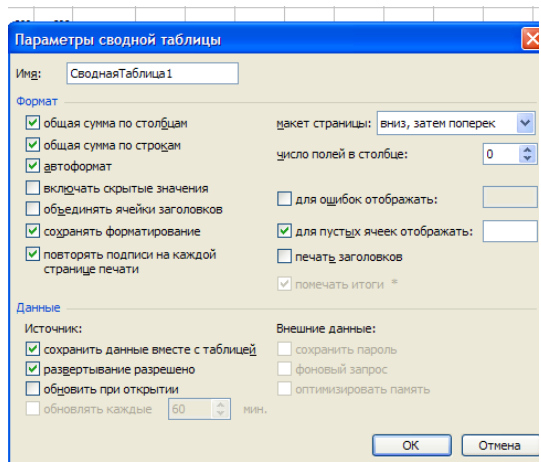 Параметры сводной таблицы
Имя: СводнаяТаблица1
Формат
общая сумма по столбцам
общая сумма по строкам
автоформат
включать скрытые значения
объединять ячейки заголовков
сохранять форматирование
повторять подписи на каждой
странице печати
макет страницы: вниз, затем поперек
число полей в столбце: 0
для ошибок отображать:
для пустых ячеек отображать:
печать заголовков
помечать итоги *
Данные
Источник:
сохранить данные вместе с таблицей
развертывание разрешено
обновить при открытии
обновлять каждые 60 мин.
Внешние данные:
сохранить пароль
фоновый запрос
оптимизировать память
ОК Отмена